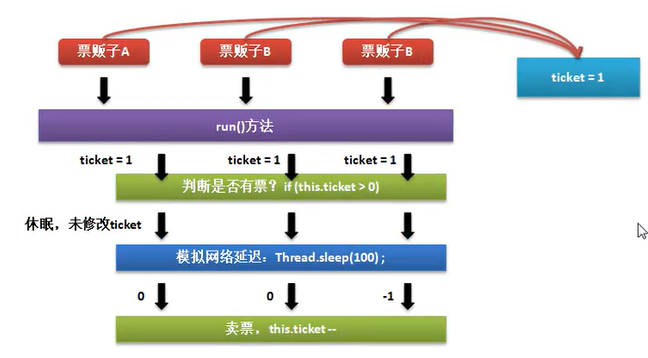 票贩子A
票贩子B
票贩子B
ticket = 1
run()方法
ticket = 1
ticket = 1
ticket = 1
判断是否有票？if (this.ticket > 0)
休眠，未修改ticket
模拟网络延迟：Thread.sleep(100) ;
0
0
-1
卖票，this.ticket --